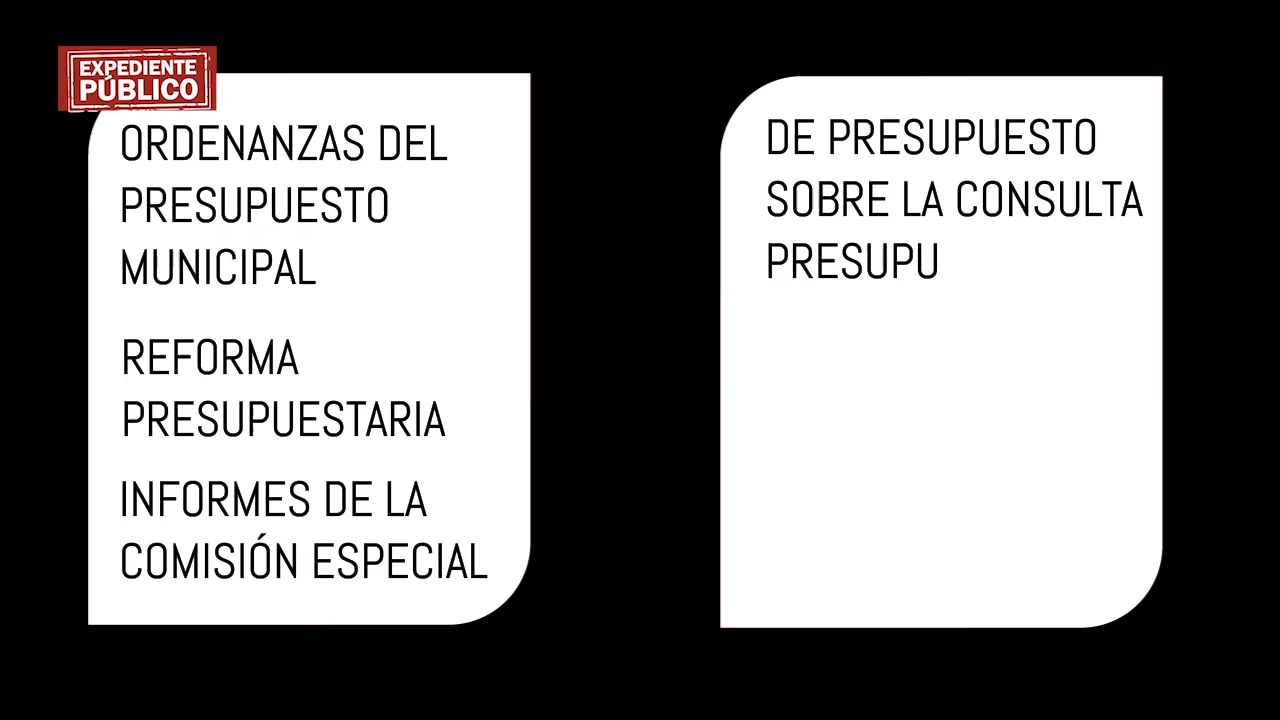 EXPEDIENTE
PÚBLICO
ORDENANZAS DEL
PRESUPUESTO
MUNICIPAL
REFORMA
PRESUPUESTARIA
INFORMES DE LA
COMISIÓN ESPECIAL
DE PRESUPUESTO
SOBRE LA CONSULTA
PRESUPU